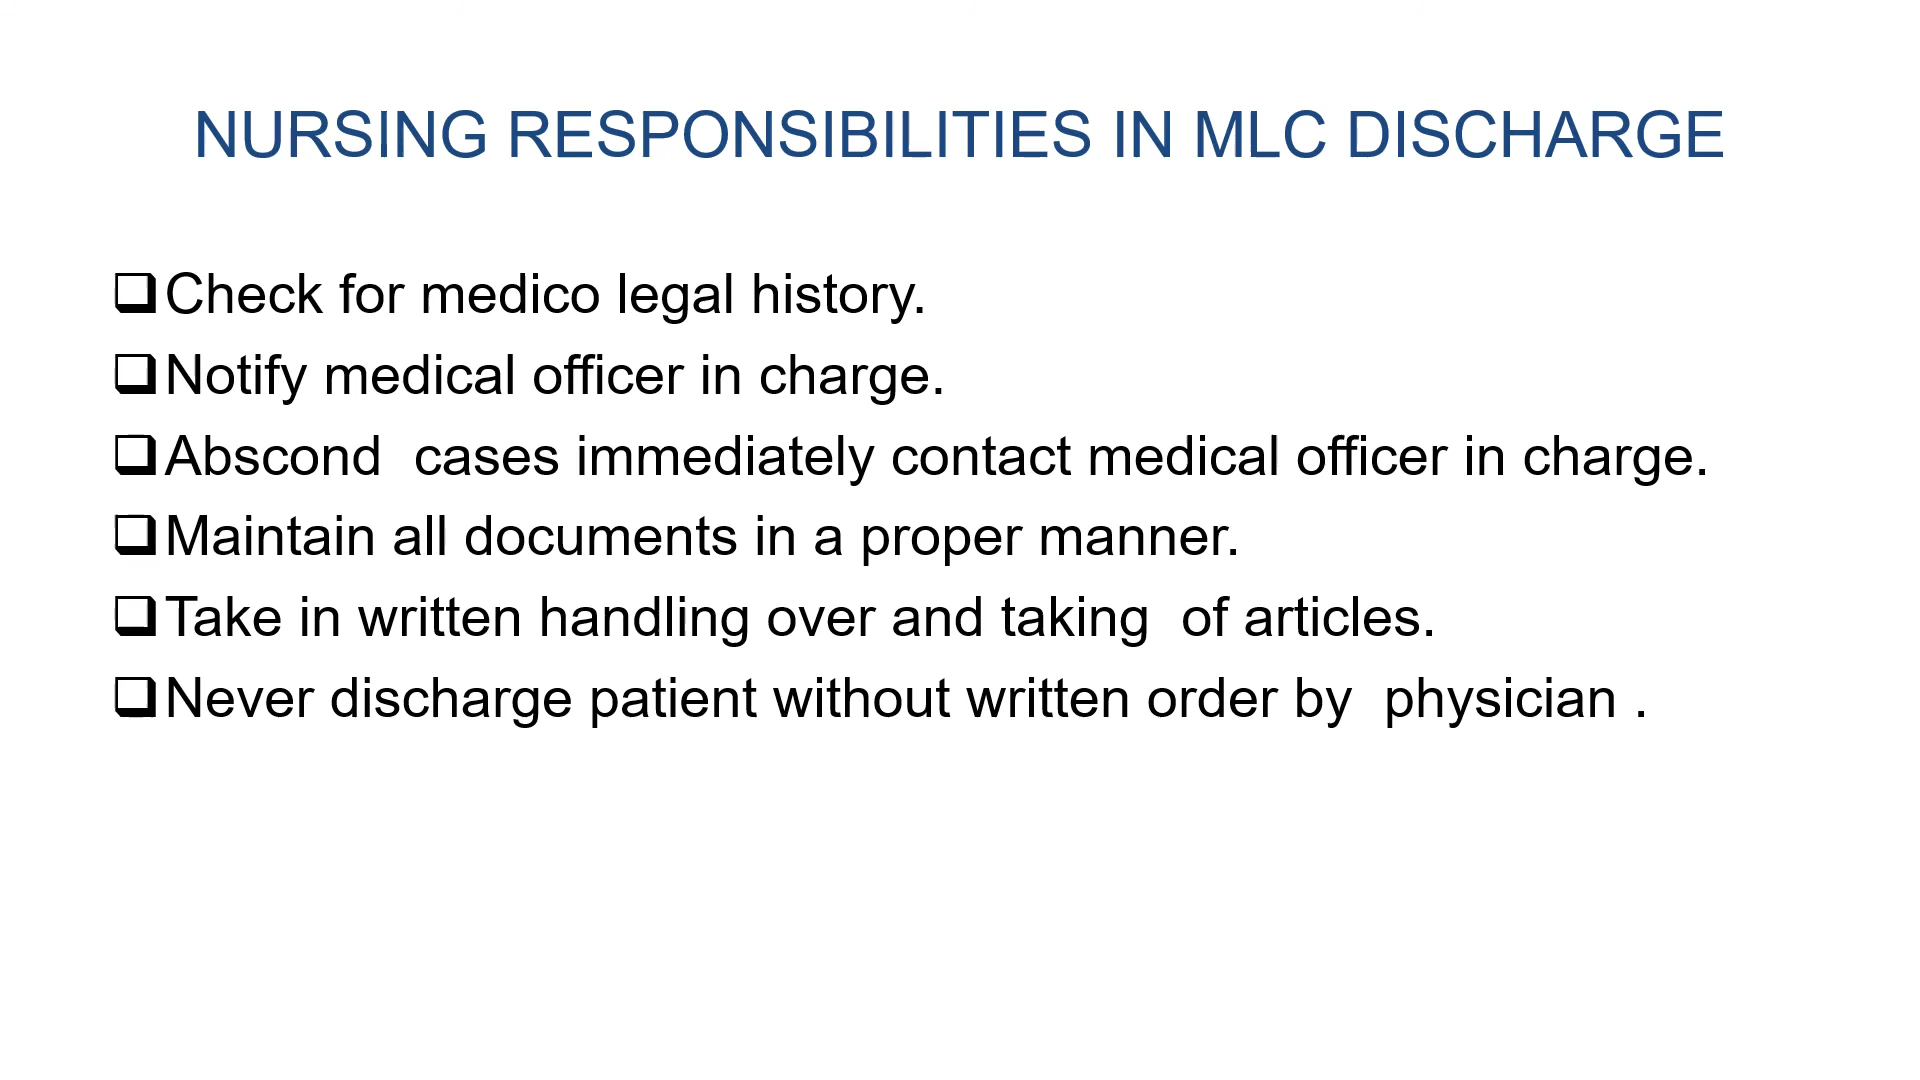 NURSING RESPONSIBILITIES IN MLC DISCHARGE
❑Check for medico legal history.
❑Notify medical officer in charge.
❑Abscond  cases immediately contact medical officer in charge.
❑Maintain all documents in a proper manner.
❑Take in written handling over and taking  of articles.
❑Never discharge patient without written order by  physician .